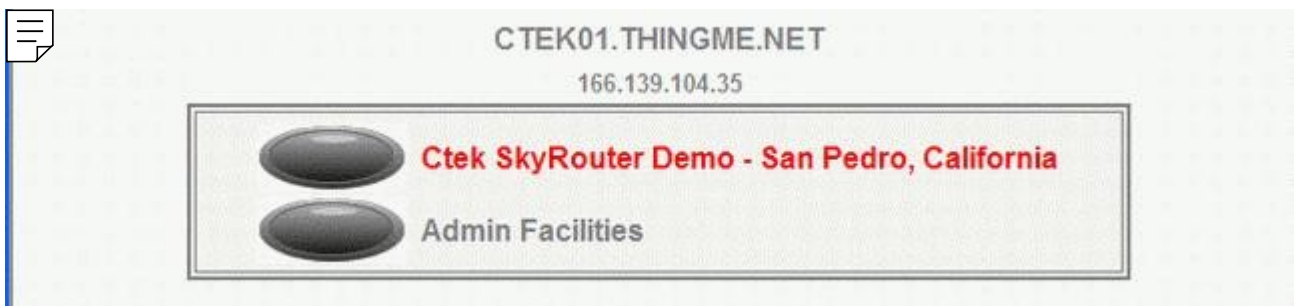 CTEK01.THINGME.NET
166.139.104.35
Ctek SkyRouter Demo - San Pedro, California
Admin Facilities